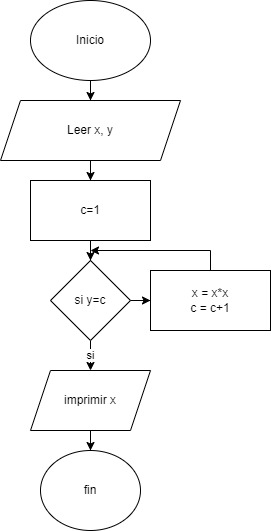 Inicio
Leer x, y
c=1
si y=c
x = x*x
c = c+1
si
imprimir x
fin